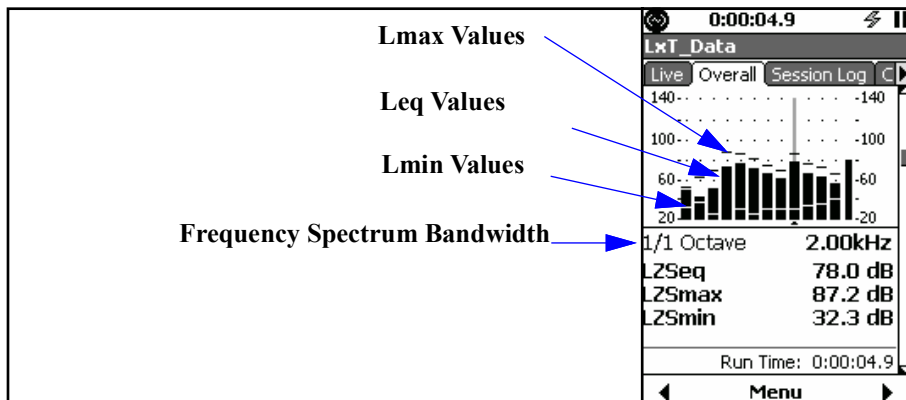 Lmax Values
Leq Values
Lmin Values
Frequency Spectrum Bandwidth
0:00:04.9
LxT_Data
Live Overall Session Log C
140 -140
100 -100
60 -60
20 -20
1/1 Octave 2.00kHz
LZSeq 78.0 dB
LZSmax 87.2 dB
LZSmin 32.3 dB
Run Time: 0:00:04.9
Menu